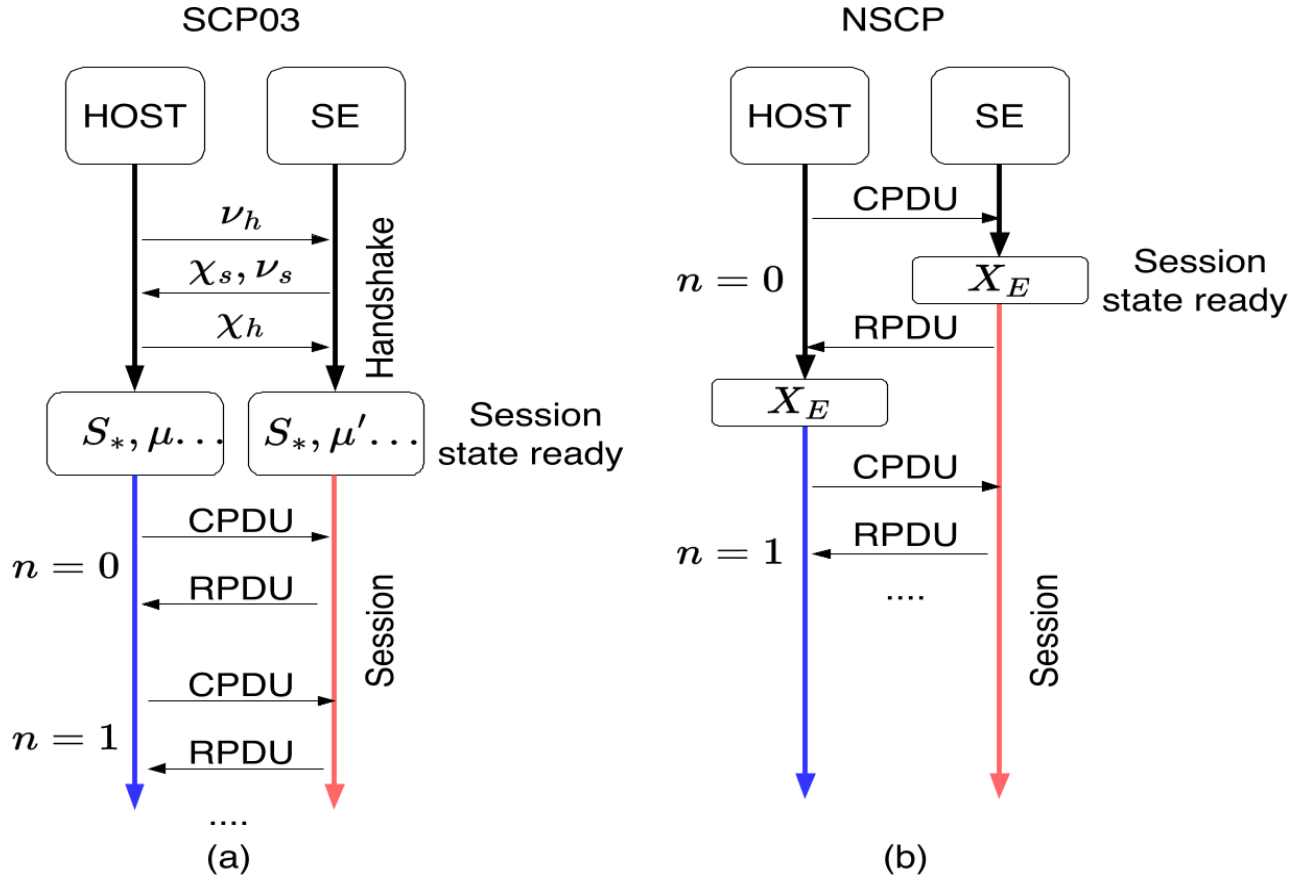 SCP03
HOST
SE
ν_h
χ_s, ν_s
χ_h
Handshake
S_*, μ...
S_*, μ'...
Session
state ready
CPDU
n = 0
RPDU
Session
CPDU
n = 1
RPDU
....
(a)
NSCP
HOST
SE
CPDU
n = 0
X_E
Session
state ready
RPDU
X_E
CPDU
n = 1
RPDU
....
Session
(b)